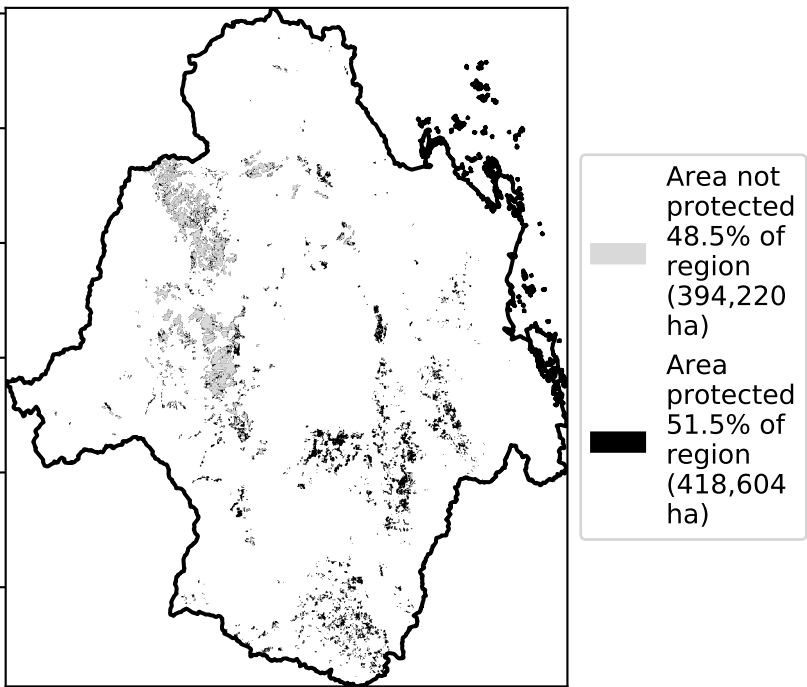 Area not
protected
48.5% of
region
(394,220
ha)
Area
protected
51.5% of
region
(418,604
ha)